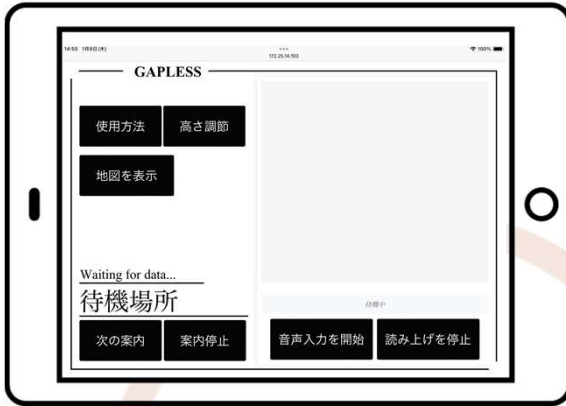 14:55 1月9日(木)
100%
172.25.14.193
GAPLESS
使用方法 高さ調節
地図を表示
Waiting for data...
待機場所
待機中
次の案内 案内停止 音声入力を開始 読み上げを停止